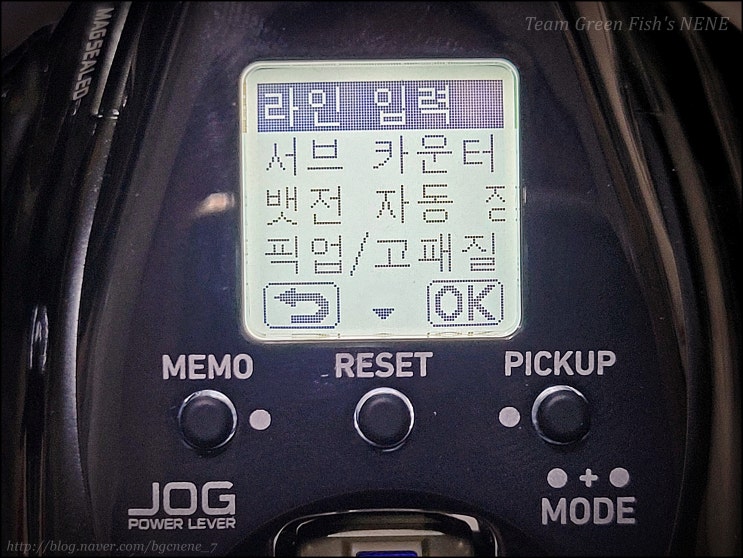 Team Green Fish's NENE
MAGSEALED
라인 입력
서브 카운터
뱃전 자동
픽업/고패질
OK
MEMO RESET PICKUP
JOG
POWER LEVER
+
MODE
http://blog.naver.com/bgcnene_7